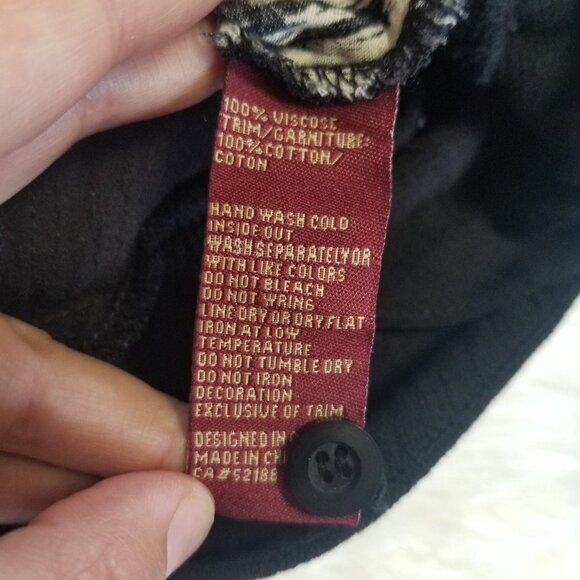 100% VISCOSE
TRIM/GARNITURE:
100%COTTON/
COTON
HAND WASH COLD
INSIDE OUT
WASH SEPARATELY OR
WITH LIKE COLORS
DO NOT BLEACH
DO NOT WRING
LINE DRY OR DRY FLAT
IRON AT LOW
TEMPERATURE
DO NOT TUMBLE DRY
DO NOT IRON
DECORATION
EXCLUSIVE OF TRIM
DESIGNED IN
MADE IN
CA#52188